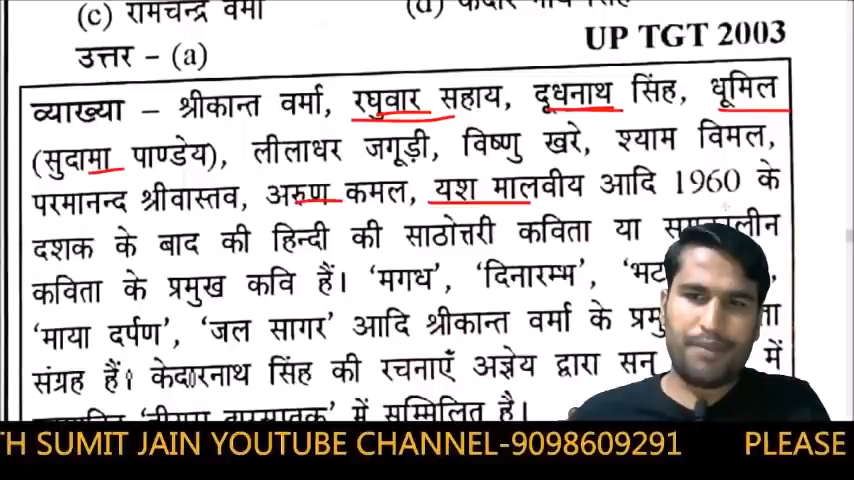 (c) रामचन्द्र वर्मा
उत्तर – (a)
UP TGT 2003
व्याख्या – श्रीकान्त वर्मा, रघुवार सहाय, दूधनाथ सिंह, धूमिल
(सुदामा पाण्डेय), लीलाधर जगूड़ी, विष्णु खरे, श्याम विमल,
परमानन्द श्रीवास्तव, अरुण कमल, यश मालवीय आदि 1960 के
दशक के बाद की हिन्दी की साठोत्तरी कविता या समकालीन
कविता के प्रमुख कवि हैं। 'मगध', 'दिनारम्भ',
'माया दर्पण', 'जल सागर' आदि श्रीकान्त वर्मा के
संग्रह हैं। केदारनाथ सिंह की रचनाएँ अज्ञेय द्वारा सन् में
में सम्मिलित है।
SUMIT JAIN YOUTUBE CHANNEL-9098609291 PLEASE